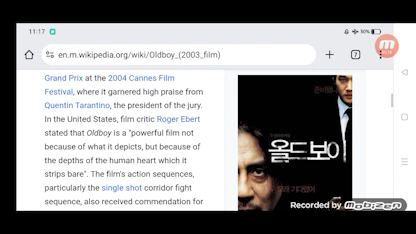 11:17
50%
en.m.wikipedia.org/wiki/Oldboy_(2003_film)
7
Grand Prix at the 2004 Cannes Film
Festival, where it garnered high praise from
Quentin Tarantino, the president of the jury.
In the United States, film critic Roger Ebert
stated that Oldboy is a "powerful film not
because of what it depicts, but because of
the depths of the human heart which it
strips bare". The film's action sequences,
particularly the single shot corridor fight
sequence, also received commendation for
올드보이
Recorded by Mobizen